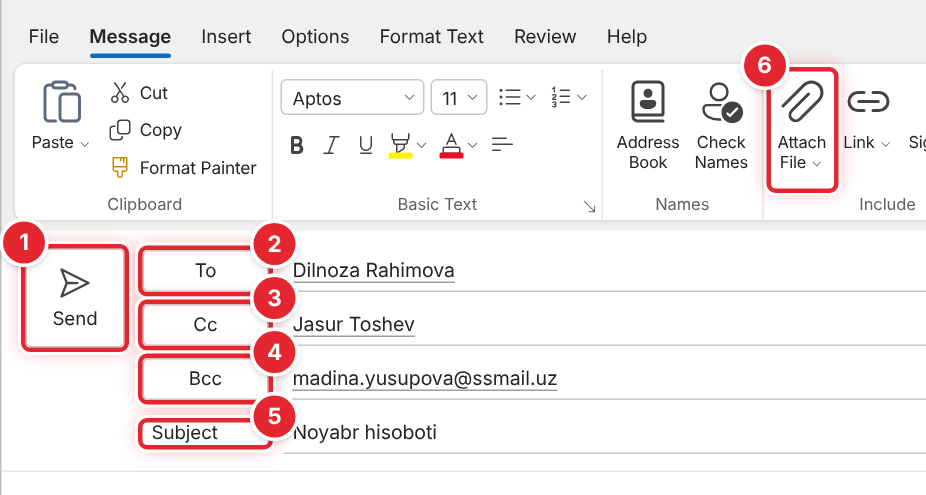 File Message Insert Options Format Text Review Help
6
Paste
Cut
Copy
Format Painter
Clipboard
Aptos 11
B I U A
Basic Text
Address Book
Check Names
Names
Attach File
Link
Include
1
Send
2
To Dilnoza Rahimova
3
Cc Jasur Toshev
4
Bcc madina.yusupova@ssmail.uz
5
Subject Noyabr hisoboti